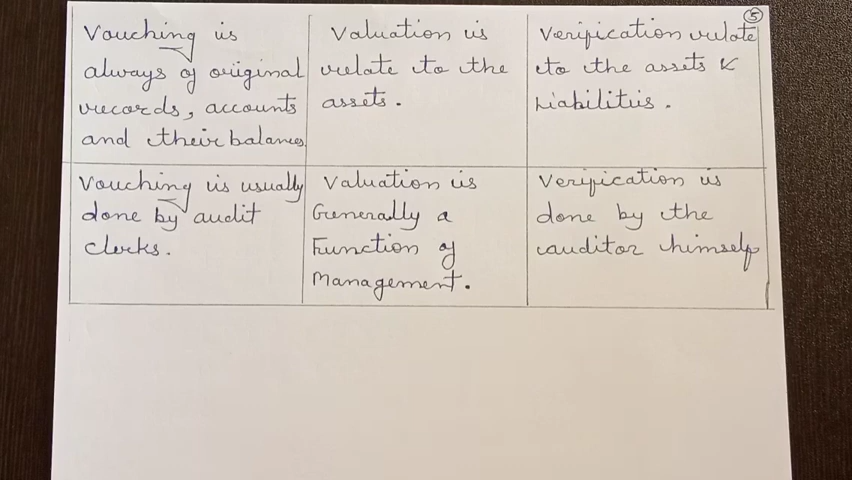 5
Vouching is
always of original
records, accounts
and their balances
Valuation is
relate to the
assets.
Verification relate
to the assets &
Liabilities.
Vouching is usually
done by audit
clerks.
Valuation is
Generally a
Function of
Management.
Verification is
done by the
auditor himself